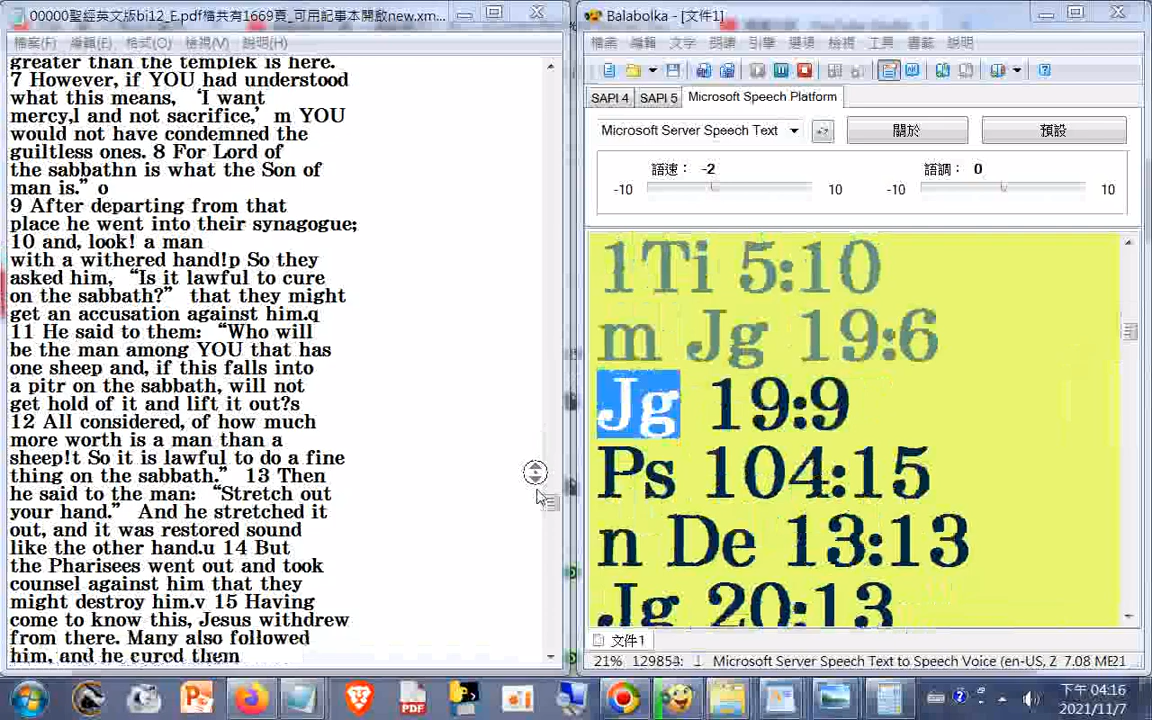 00000聖經英文版bi12_E.pdf檔共有1669頁_可用記事本開啟new.xm...
檔案(F) 編輯(E) 格式(O) 檢視(V) 說明(H)
greater than the templek is here.
7 However, if YOU had understood
what this means, ‘I want
mercy,l and not sacrifice,’ m YOU
would not have condemned the
guiltless ones. 8 For Lord of
the sabbathn is what the Son of
man is.” o
9 After departing from that
place he went into their synagogue;
10 and, look! a man
with a withered hand!p So they
asked him, “Is it lawful to cure
on the sabbath?” that they might
get an accusation against him.q
11 He said to them: “Who will
be the man among YOU that has
one sheep and, if this falls into
a pitr on the sabbath, will not
get hold of it and lift it out?s
12 All considered, of how much
more worth is a man than a
sheep!t So it is lawful to do a fine
thing on the sabbath.” 13 Then
he said to the man: “Stretch out
your hand.” And he stretched it
out, and it was restored sound
like the other hand.u 14 But
the Pharisees went out and took
counsel against him that they
might destroy him.v 15 Having
come to know this, Jesus withdrew
from there. Many also followed
him, and he cured them
Balabolka - [文件1]
檔案 編輯 文字 朗讀 引擎 選項 檢視 工具 書籤 說明
SAPI 4 SAPI 5 Microsoft Speech Platform
Microsoft Server Speech Text 關於 預設
語速： -2 語調： 0
-10 10 -10 10
1Ti 5:10
m Jg 19:6
Jg 19:9
Ps 104:15
n De 13:13
Jg 20:13
文件1
21% Microsoft Server Speech Text to Speech Voice (en-US, Z 7.08 ME21
PDF
下午 04:16
2021/11/7